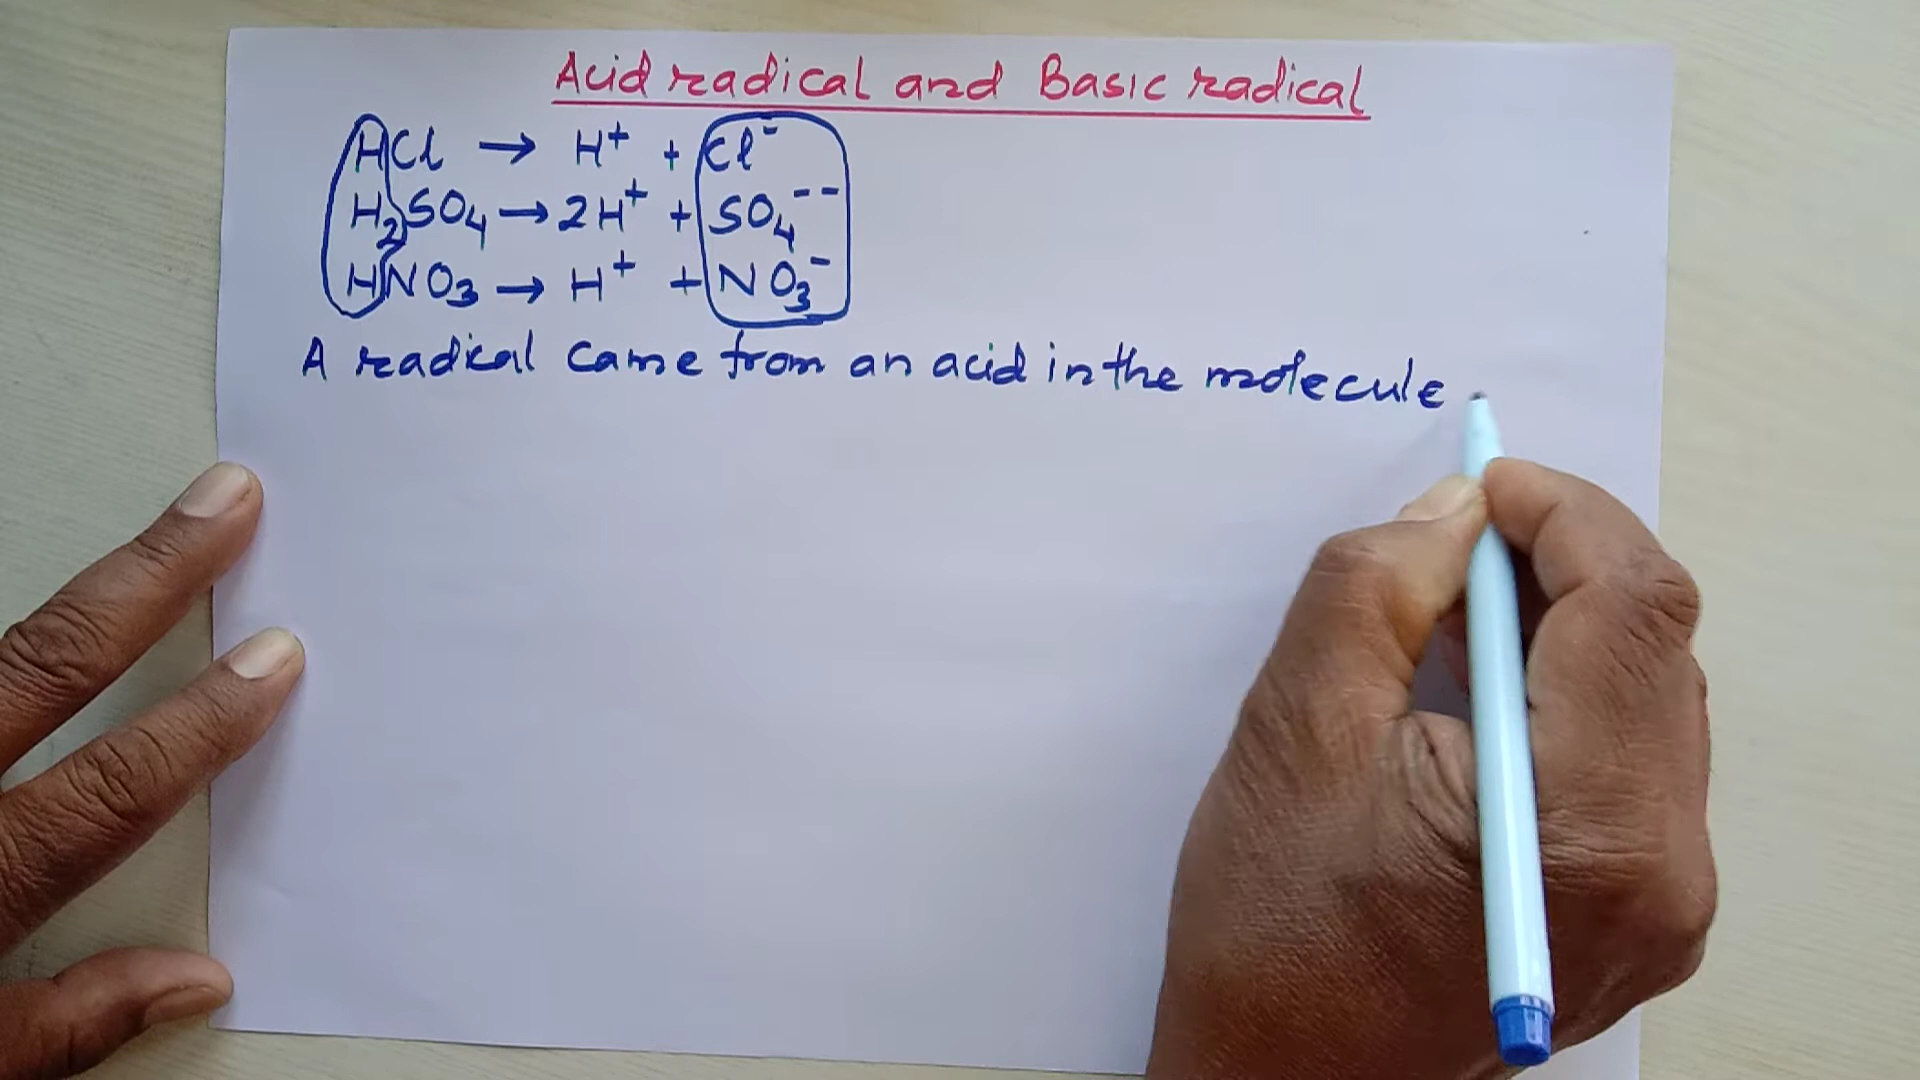 Acid radical and Basic radical
HCl → H⁺ + Cl⁻
H₂SO₄ → 2H⁺ + SO₄⁻⁻
HNO₃ → H⁺ + NO₃⁻
A radical came from an acid in the molecule